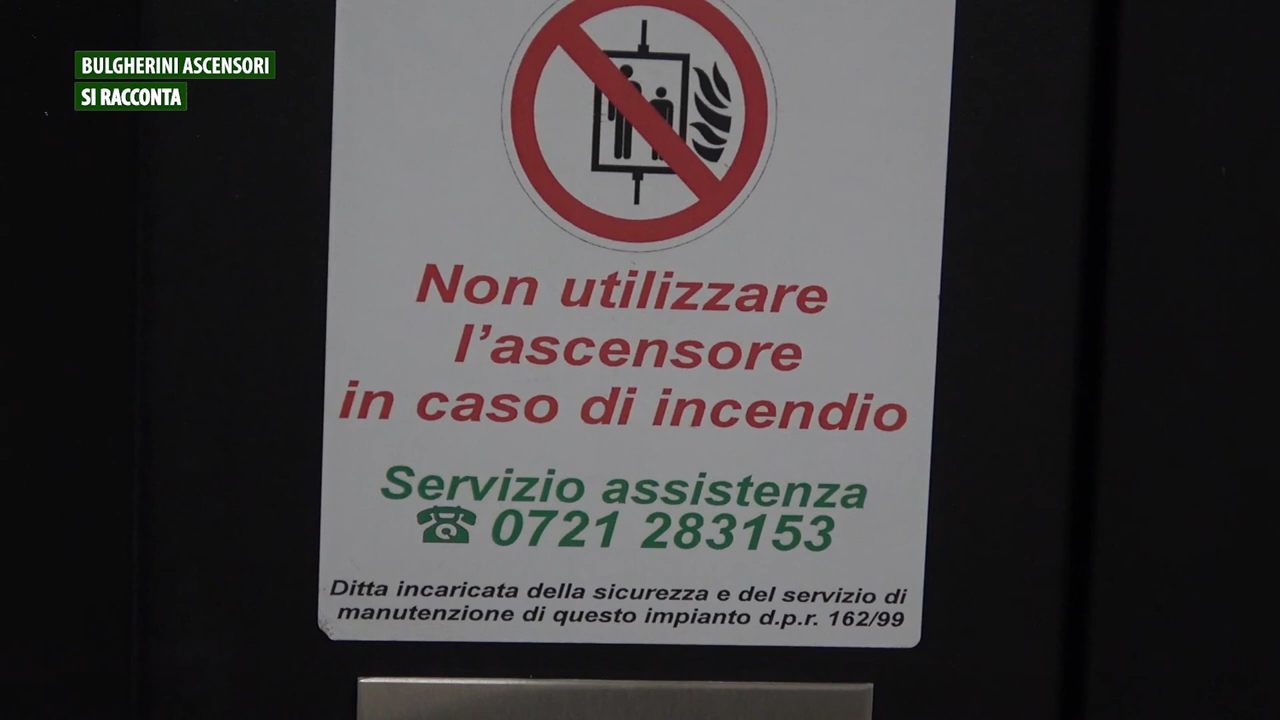 BULGHERINI ASCENSORI
SI RACCONTA
Non utilizzare
l'ascensore
in caso di incendio
Servizio assistenza
☎ 0721 283153
Ditta incaricata della sicurezza e del servizio di
manutenzione di questo impianto d.p.r. 162/99